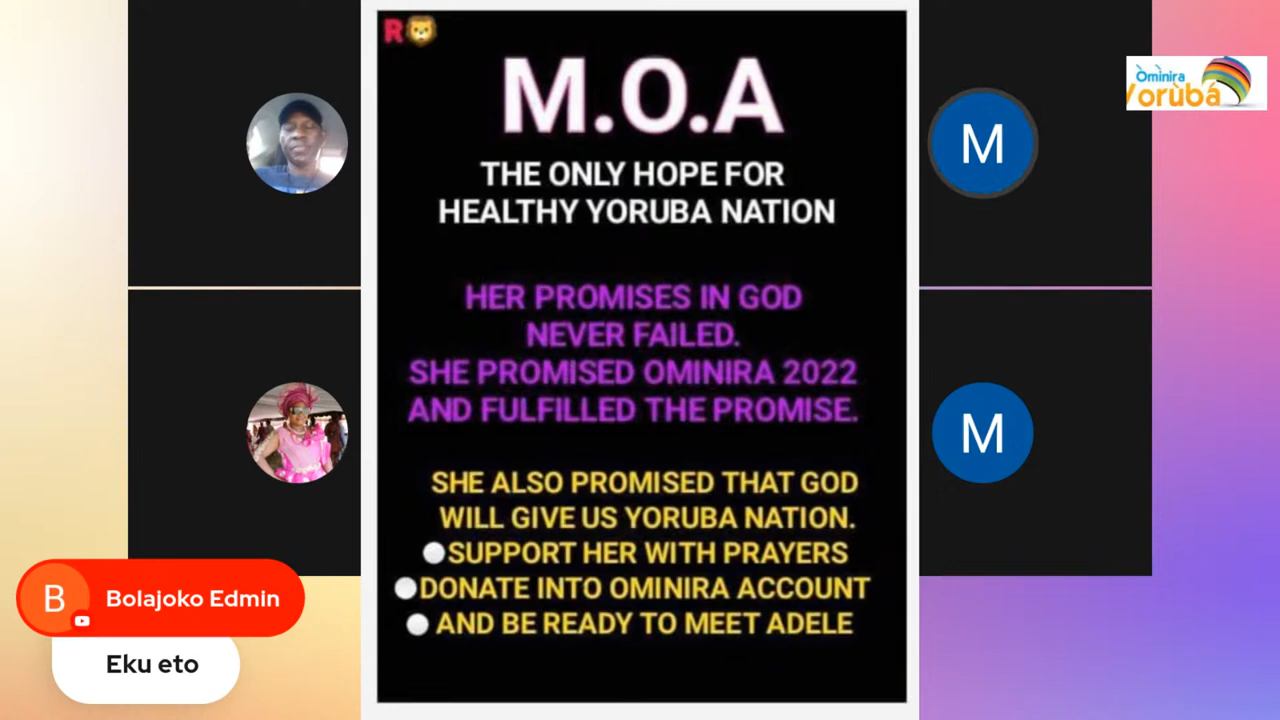 R
M.O.A
THE ONLY HOPE FOR
HEALTHY YORUBA NATION
HER PROMISES IN GOD
NEVER FAILED.
SHE PROMISED OMINIRA 2022
AND FULFILLED THE PROMISE.
SHE ALSO PROMISED THAT GOD
WILL GIVE US YORUBA NATION.
SUPPORT HER WITH PRAYERS
DONATE INTO OMINIRA ACCOUNT
AND BE READY TO MEET ADELE
M
M
Òmìnira
Yorùbá
B
Bolajoko Edmin
Eku eto